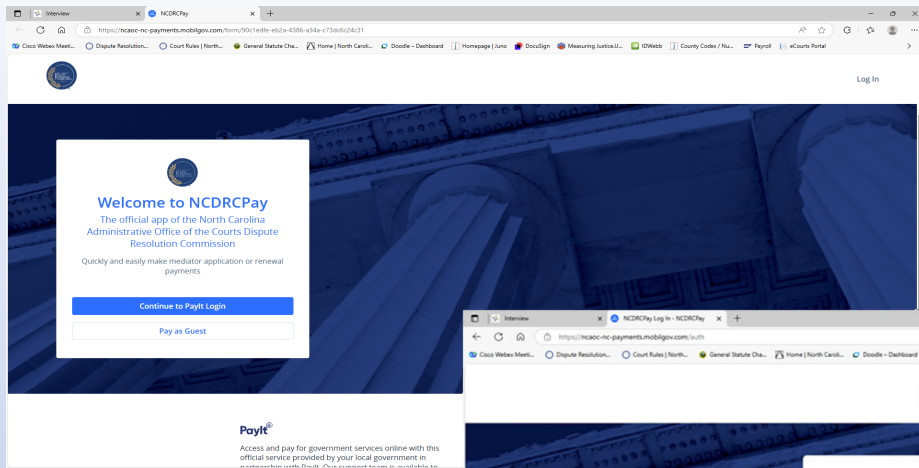 Interview
NCDRCPay
https://ncaoc-nc-payments.mobilgov.com/form/90c1edfe-eb2a-4386-a34a-c73dc6c24c31
Cisco Webex Meeti...
Dispute Resolution...
Court Rules | North...
General Statute Cha...
Home | North Caroli...
Doodle – Dashboard
Homepage | Juno
DocuSign
Measuring Justice.U...
IDWebb
County Codes / Nu...
Payroll
eCourts Portal
Log In
Welcome to NCDRCPay
The official app of the North Carolina
Administrative Office of the Courts Dispute
Resolution Commission
Quickly and easily make mediator application or renewal
payments
Continue to PayIt Login
Pay as Guest
PayIt®
Access and pay for government services online with this
official service provided by your local government in
partnership with PayIt. Our support team is available to
Interview
NCDRCPay Log In - NCDRCPay
https://ncaoc-nc-payments.mobilgov.com/auth
Cisco Webex Meeti...
Dispute Resolution...
Court Rules | North...
General Statute Cha...
Home | North Caroli...
Doodle – Dashboard